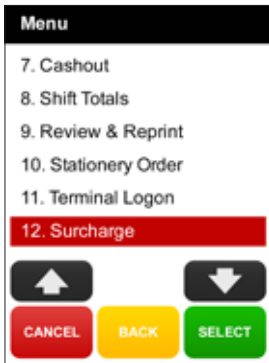 Menu
7. Cashout
8. Shift Totals
9. Review & Reprint
10. Stationery Order
11. Terminal Logon
12. Surcharge
CANCEL BACK SELECT